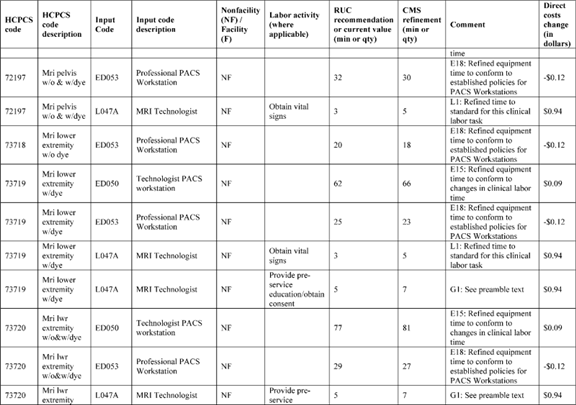 HCPCS
code
HCPCS
code
description
Input
Code
Input code
description
Nonfacility
(NF) /
Facility
(F)
Labor activity
(where
applicable)
RUC
recommendation
or current value
(min or qty)
CMS
refinement
(min or
qty)
Comment
Direct
costs
change
(in
dollars)
time
72197
Mri pelvis
w/o & w/dye
ED053
Professional PACS
Workstation
NF
32
30
E18: Refined equipment
time to conform to
established policies for
PACS Workstations
-$0.12
72197
Mri pelvis
w/o & w/dye
L047A
MRI Technologist
NF
Obtain vital
signs
3
5
L1: Refined time to
standard for this clinical
labor task
$0.94
73718
Mri lower
extremity
w/o dye
ED053
Professional PACS
Workstation
NF
20
18
E18: Refined equipment
time to conform to
established policies for
PACS Workstations
-$0.12
73719
Mri lower
extremity
w/dye
ED050
Technologist PACS
workstation
NF
62
66
E15: Refined equipment
time to conform to
changes in clinical labor
time
$0.09
73719
Mri lower
extremity
w/dye
ED053
Professional PACS
Workstation
NF
25
23
E18: Refined equipment
time to conform to
established policies for
PACS Workstations
-$0.12
73719
Mri lower
extremity
w/dye
L047A
MRI Technologist
NF
Obtain vital
signs
3
5
L1: Refined time to
standard for this clinical
labor task
$0.94
73719
Mri lower
extremity
w/dye
L047A
MRI Technologist
NF
Provide pre-
service
education/obtain
consent
5
7
G1: See preamble text
$0.94
73720
Mri lwr
extremity
w/o&w/dye
ED050
Technologist PACS
workstation
NF
77
81
E15: Refined equipment
time to conform to
changes in clinical labor
time
$0.09
73720
Mri lwr
extremity
w/o&w/dye
ED053
Professional PACS
Workstation
NF
29
27
E18: Refined equipment
time to conform to
established policies for
PACS Workstations
-$0.12
73720
Mri lwr
extremity
L047A
MRI Technologist
NF
Provide pre-
service
5
7
G1: See preamble text
$0.94